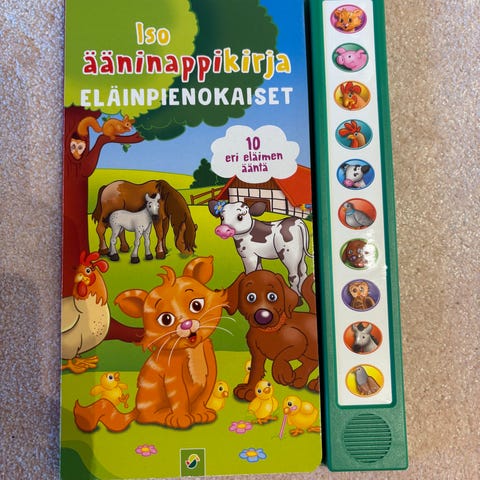 Iso
ääninappikirja
ELÄINPIENOKAISET
10
eri eläimen
ääntä